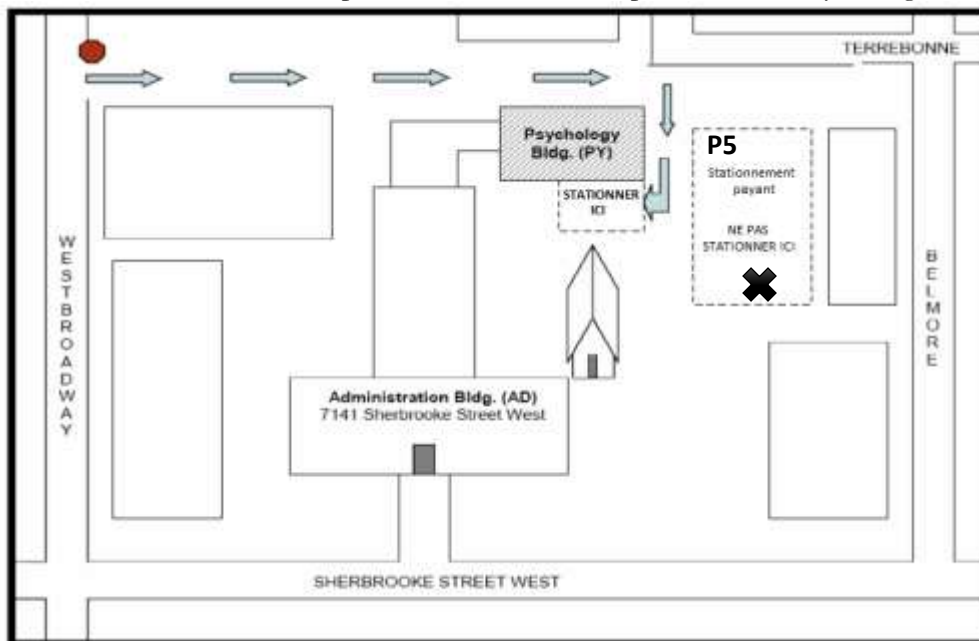 TERREBONNE
Psychology
Bldg. (PY)
STATIONNER
ICI
P5
Stationnement
payant
NE PAS
STATIONNER ICI
WESTBROADWAY
BELMORE
Administration Bldg. (AD)
7141 Sherbrooke Street West
SHERBROOKE STREET WEST